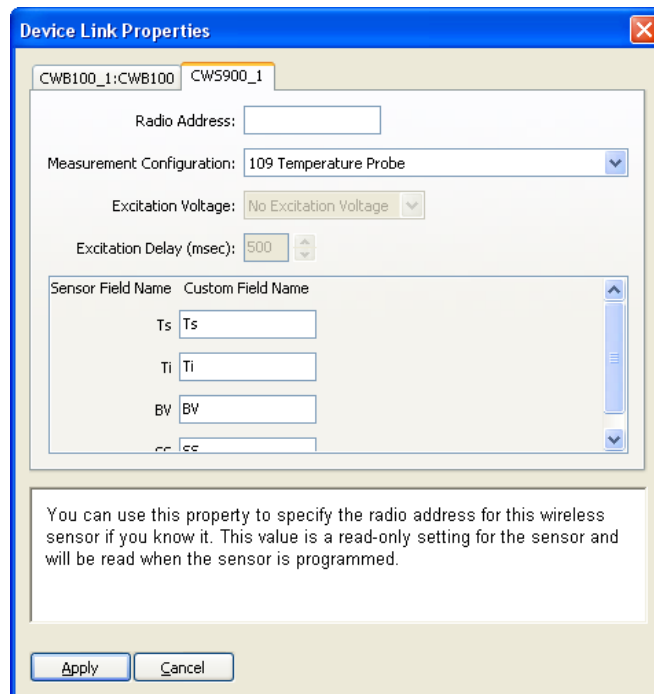 Device Link Properties
CWB100_1:CWB100 CWS900_1
Radio Address:
Measurement Configuration: 109 Temperature Probe
Excitation Voltage: No Excitation Voltage
Excitation Delay (msec): 500
Sensor Field Name Custom Field Name
Ts Ts
Ti Ti
BV BV
You can use this property to specify the radio address for this wireless
sensor if you know it. This value is a read-only setting for the sensor and
will be read when the sensor is programmed.
Apply Cancel